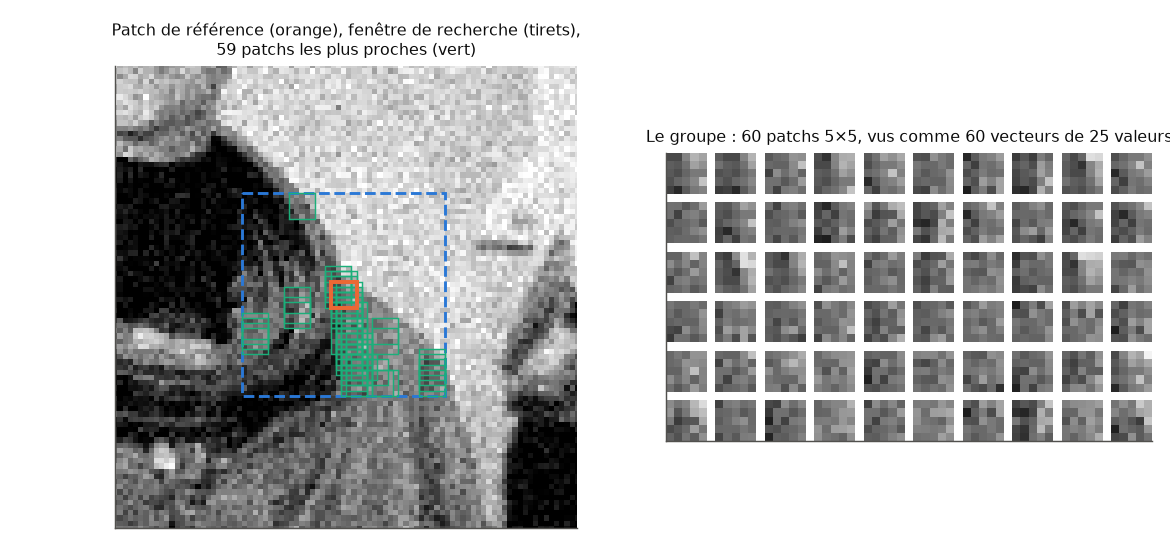 Patch de référence (orange), fenêtre de recherche (tirets),
59 patchs les plus proches (vert)
Le groupe : 60 patchs 5×5, vus comme 60 vecteurs de 25 valeurs